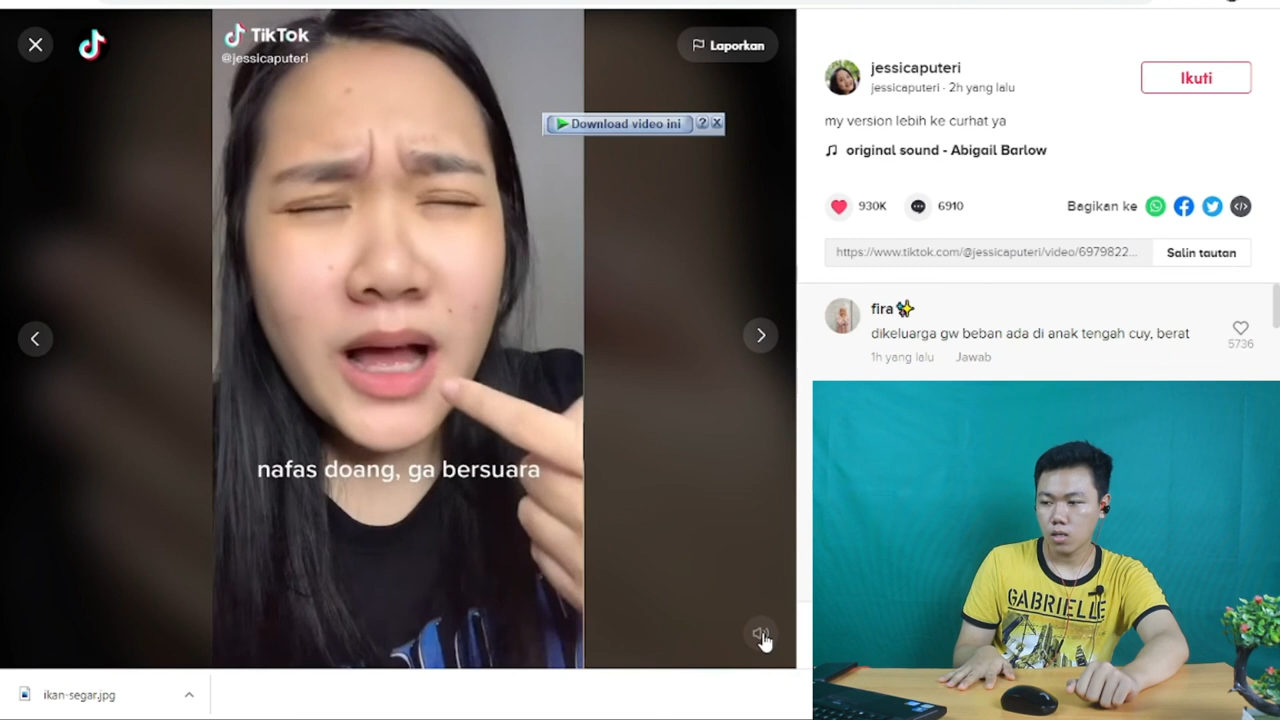 TikTok
@jessicaputeri
Laporkan
Download video ini
?
X
nafas doang, ga bersuara
jessicaputeri
jessicaputeri · 2h yang lalu
Ikuti
my version lebih ke curhat ya
original sound - Abigail Barlow
930K
6910
Bagikan ke
https://www.tiktok.com/@jessicaputeri/video/6979822...
Salin tautan
fira✨
dikeluarga gw beban ada di anak tengah cuy, berat
5736
1h yang lalu
Jawab
GABRIELLE
ikan-segar.jpg